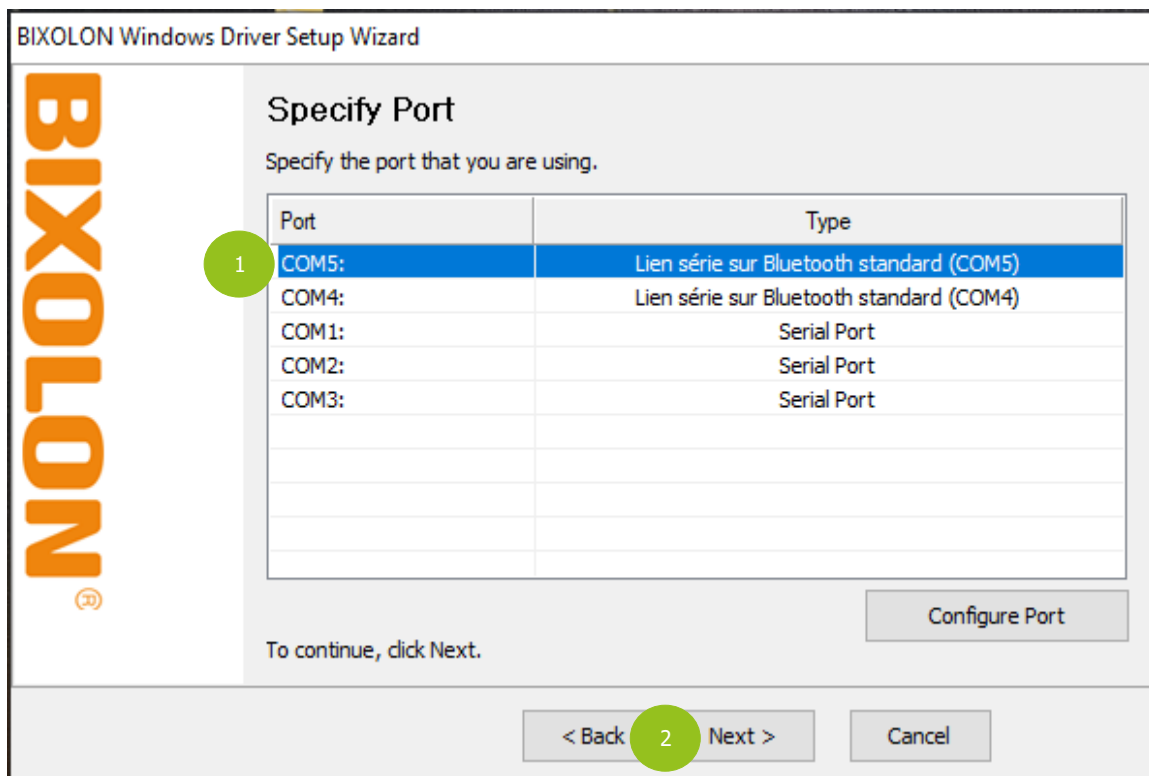 BIXOLON Windows Driver Setup Wizard
BIXOLON®
Specify Port
Specify the port that you are using.
Port Type
1 COM5: Lien série sur Bluetooth standard (COM5)
COM4: Lien série sur Bluetooth standard (COM4)
COM1: Serial Port
COM2: Serial Port
COM3: Serial Port
Configure Port
To continue, click Next.
< Back 2 Next > Cancel